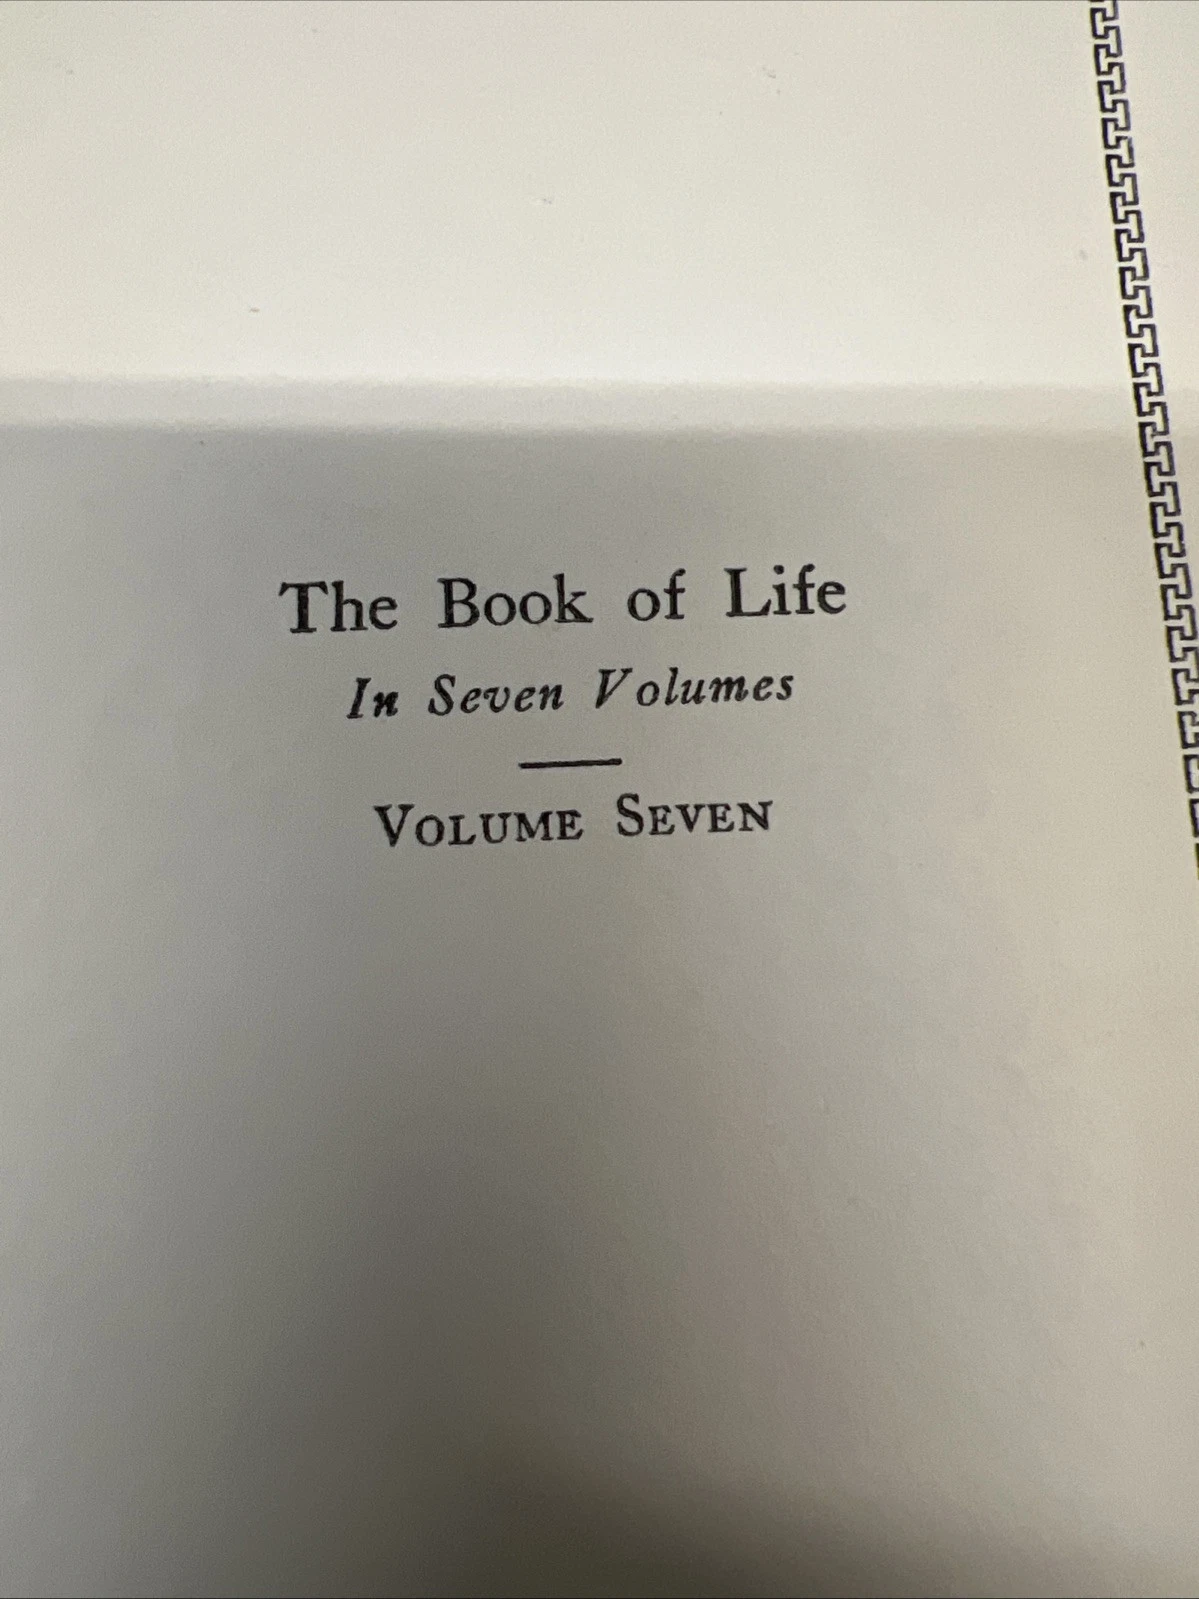 The Book of Life
In Seven Volumes
VOLUME SEVEN